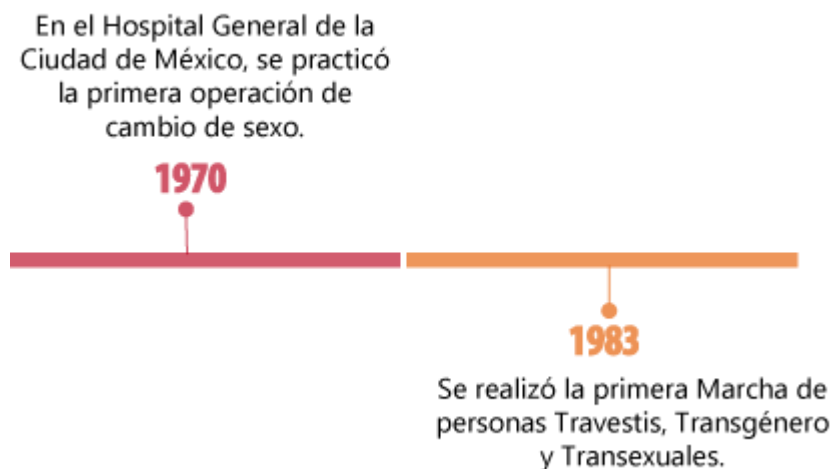 En el Hospital General de la
Ciudad de México, se practicó
la primera operación de
cambio de sexo.
1970
1983
Se realizó la primera Marcha de
personas Travestis, Transgénero
y Transexuales.